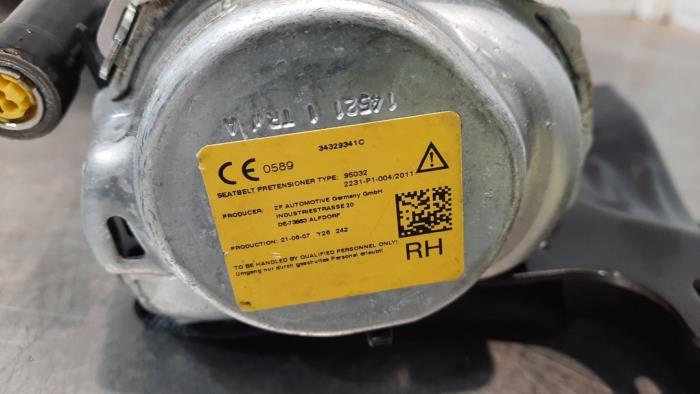 14521 1 TRW A
34329341C
CE 0589
SEATBELT PRETENSIONER TYPE: 95032
2231-P1-004/2011
PRODUCER: ZF AUTOMOTIVE Germany GmbH
INDUSTRIESTRASSE 20
DE-73553 ALFDORF
PRODUCTION: 21-06-07 Y26 242
RH
TO BE HANDLED BY QUALIFIED PERSONNEL ONLY!
Umgang nur durch geschultes Personal erlaubt!